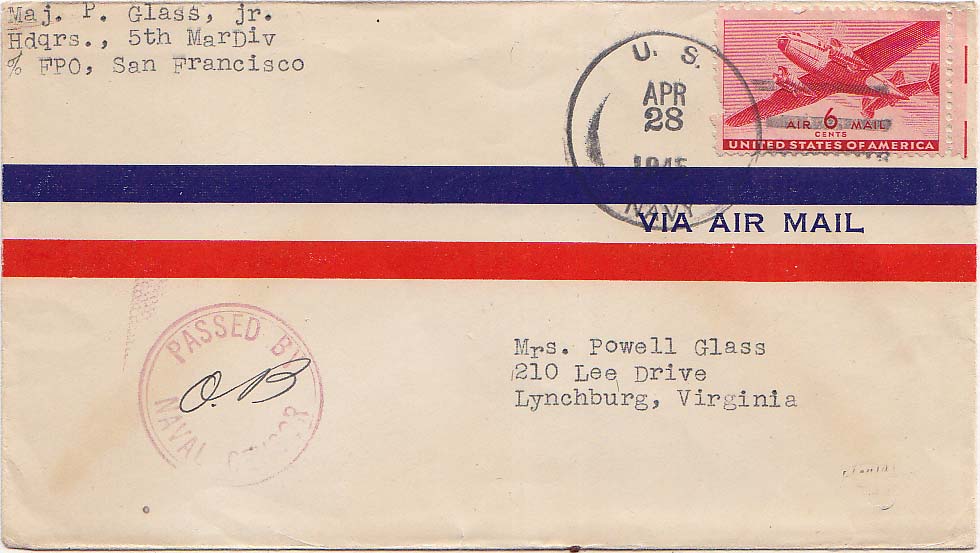 Maj. P. Glass, jr.
Hdqrs., 5th MarDiv
% FPO, San Francisco
U. S.
APR
28
1945
NAVY
AIR 6 MAIL
CENTS
UNITED STATES OF AMERICA
VIA AIR MAIL
PASSED BY
O.B
NAVAL CENSOR
Mrs. Powell Glass
210 Lee Drive
Lynchburg, Virginia